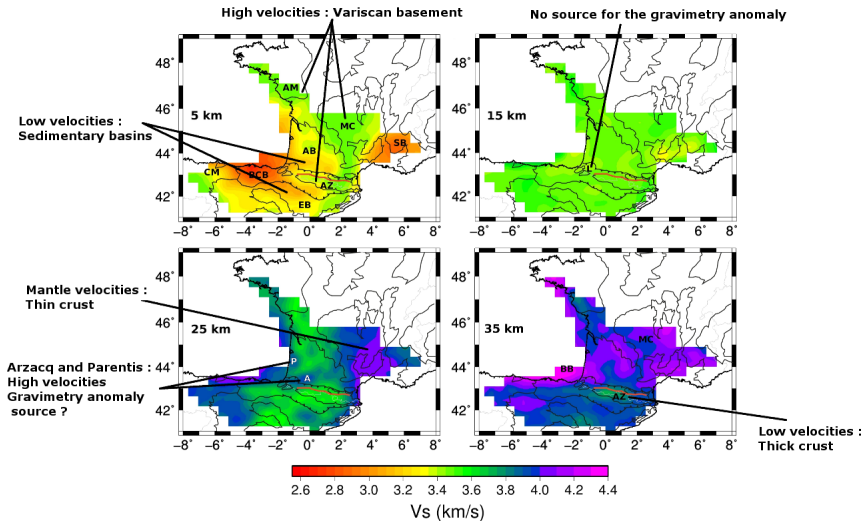 High velocities : Variscan basement
No source for the gravimetry anomaly
48°
46°
44°
42°
5 km
AM
MC
AB
SB
CM
BCB
AZ
EB
Low velocities :
Sedimentary basins
−8° −6° −4° −2° 0° 2° 4° 6° 8°
48°
46°
44°
42°
15 km
−8° −6° −4° −2° 0° 2° 4° 6° 8°
Mantle velocities :
Thin crust
Arzacq and Parentis :
High velocities
Gravimetry anomaly
source ?
48°
46°
44°
42°
25 km
P
A
−8° −6° −4° −2° 0° 2° 4° 6° 8°
48°
46°
44°
42°
35 km
MC
BB
AZ
−8° −6° −4° −2° 0° 2° 4° 6° 8°
Low velocities :
Thick crust
2.6 2.8 3.0 3.2 3.4 3.6 3.8 4.0 4.2 4.4
Vs (km/s)